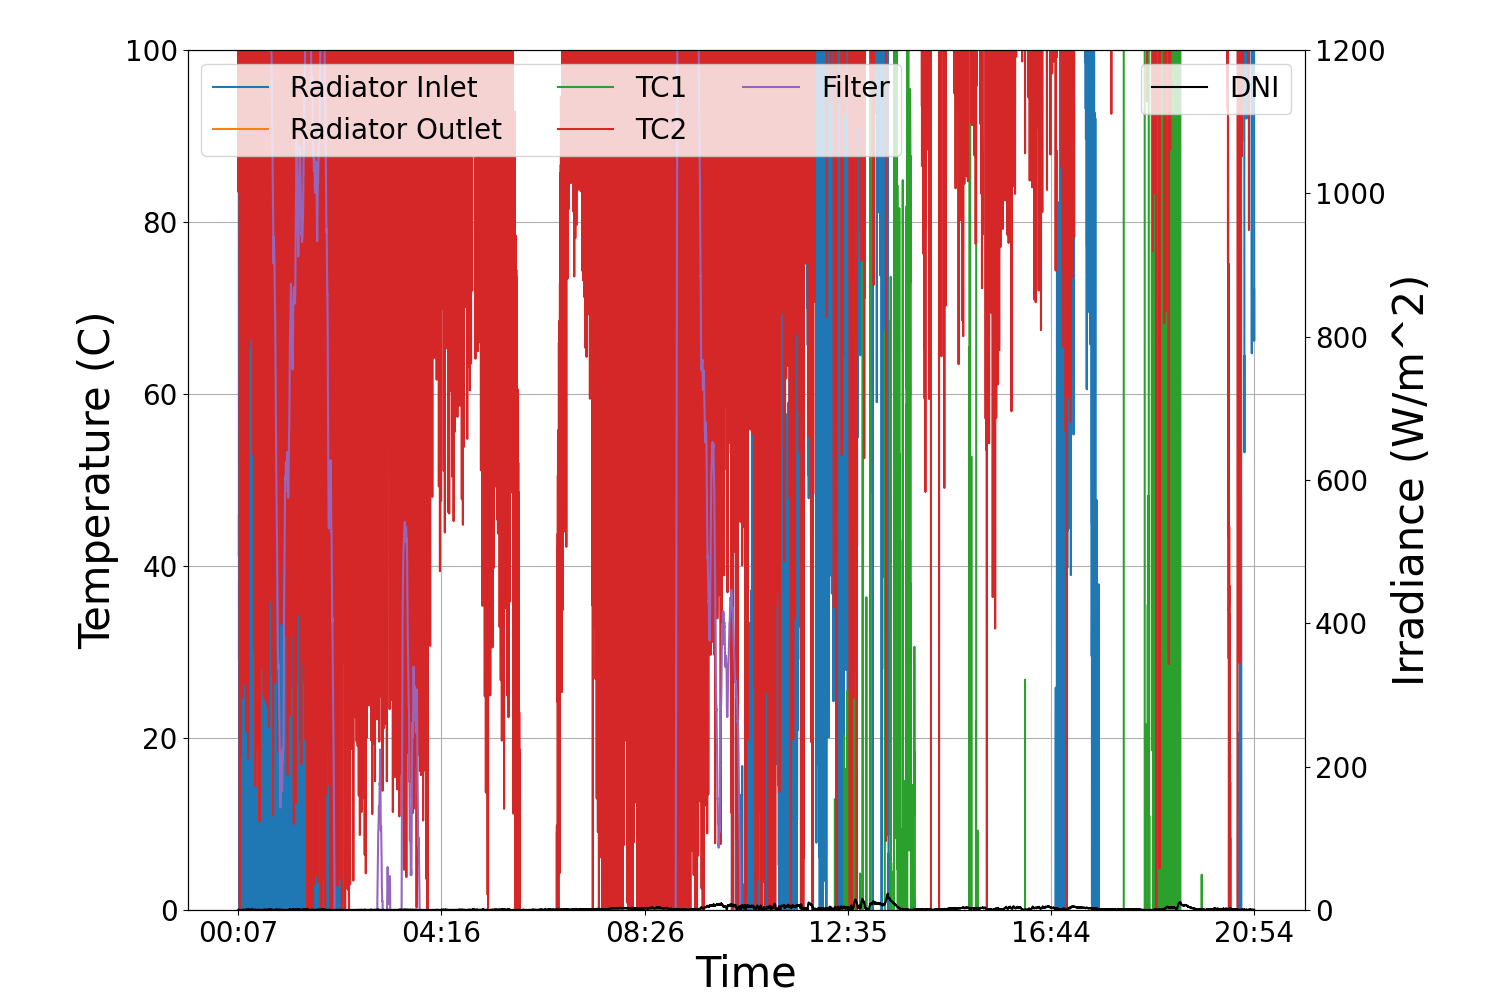 100
80
60
40
20
0
Temperature (C)
Radiator Inlet
Radiator Outlet
TC1
TC2
Filter
DNI
1200
1000
800
600
400
200
0
Irradiance (W/m^2)
00:07
04:16
08:26
12:35
16:44
20:54
Time